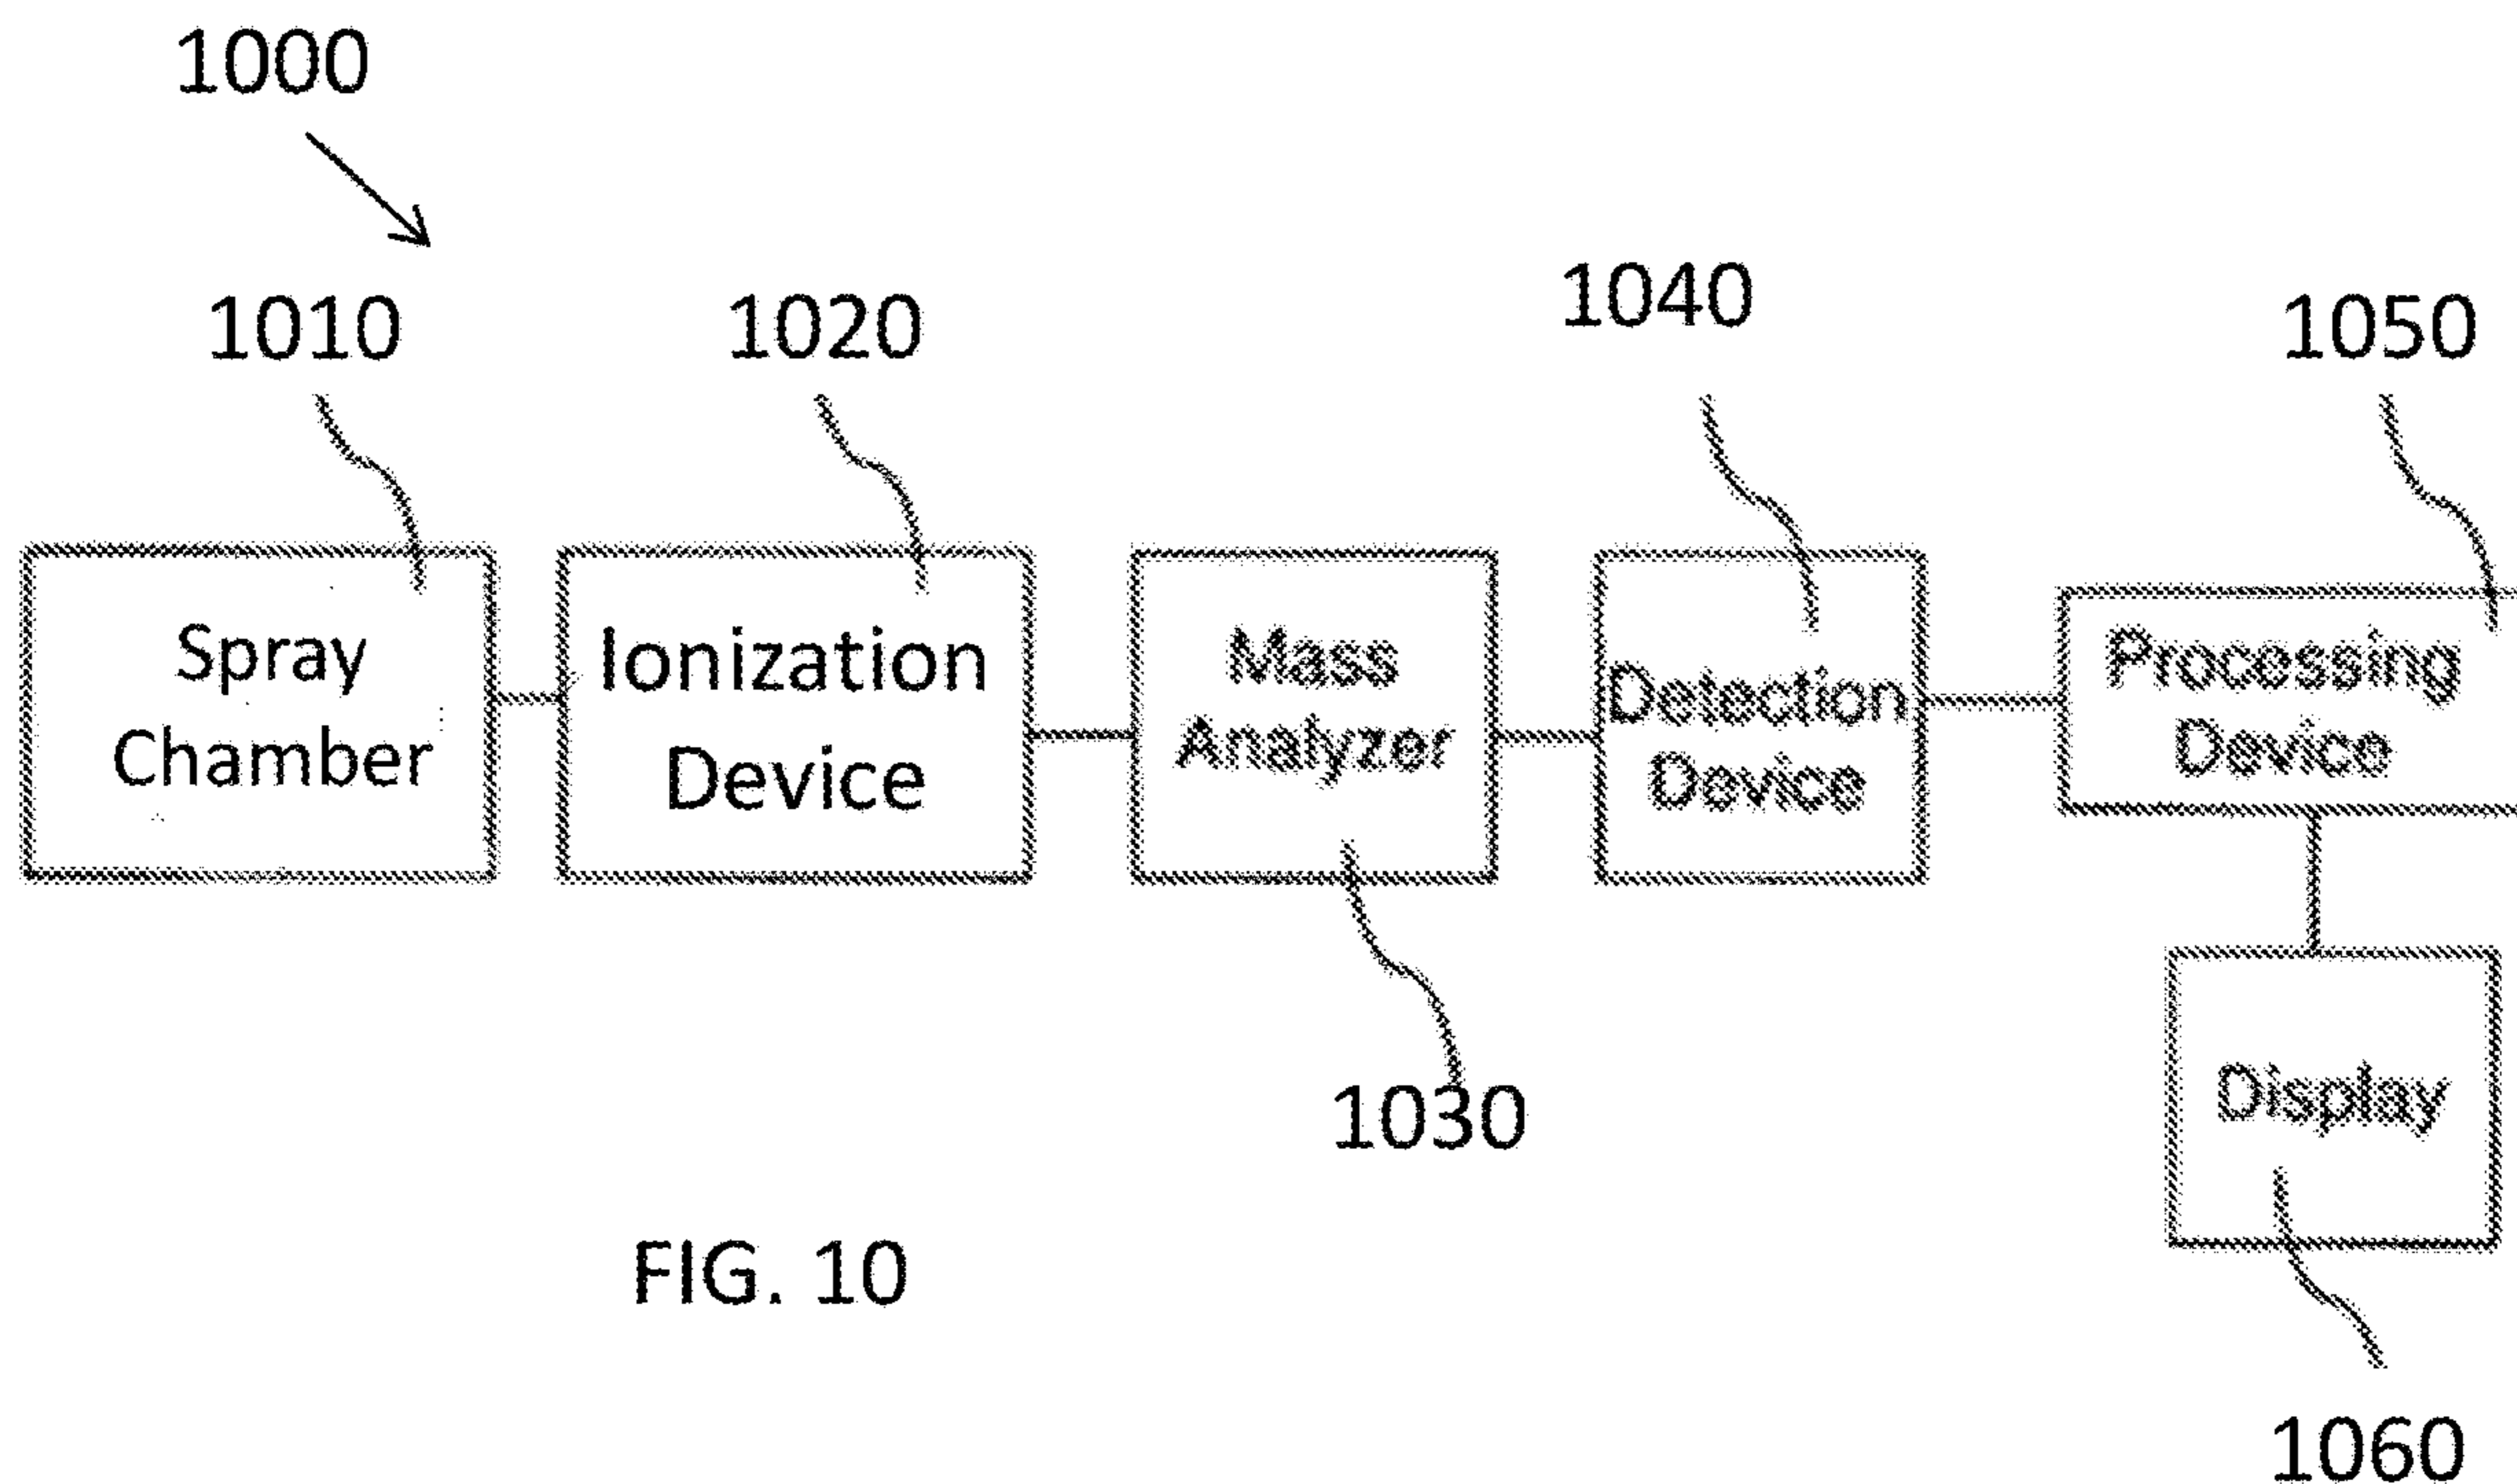 1000
1010
1020
1040
1050
Spray
Chamber
Ionization
Device
Mass
Analyzer
Detection
Device
Processing
Device
Display
1030
FIG. 10
1060